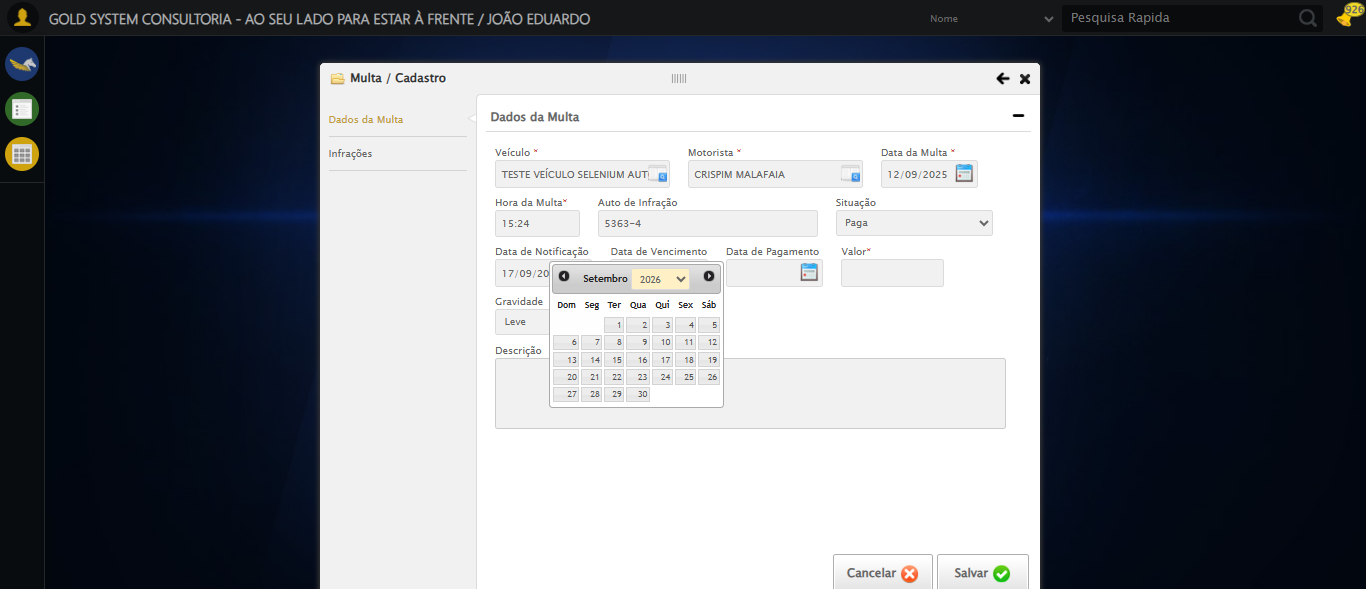 GOLD SYSTEM CONSULTORIA - AO SEU LADO PARA ESTAR À FRENTE / JOÃO EDUARDO
Nome
Pesquisa Rapida
926
Multa / Cadastro
Dados da Multa
Infrações
Dados da Multa
Veículo * Motorista * Data da Multa *
TESTE VEÍCULO SELENIUM AUT CRISPIM MALAFAIA 12/09/2025
Hora da Multa* Auto de Infração Situação
15:24 5363-4 Paga
Data de Notificação Data de Vencimento Data de Pagamento Valor*
17/09/20
Setembro 2026
Dom Seg Ter Qua Qui Sex Sáb
1 2 3 4 5
6 7 8 9 10 11 12
13 14 15 16 17 18 19
20 21 22 23 24 25 26
27 28 29 30
Gravidade
Leve
Descrição
Cancelar Salvar